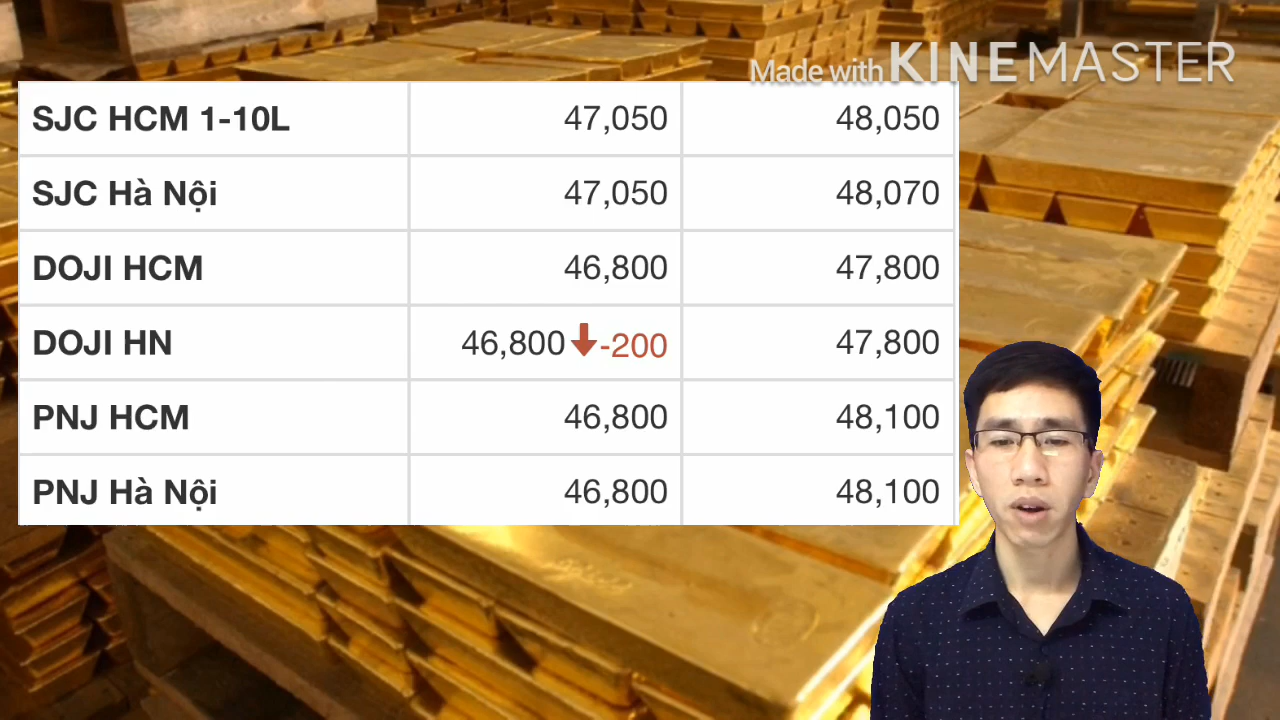 Made with KINEMASTER
SJC HCM 1-10L 47,050 48,050
SJC Hà Nội 47,050 48,070
DOJI HCM 46,800 47,800
DOJI HN 46,800 -200 47,800
PNJ HCM 46,800 48,100
PNJ Hà Nội 46,800 48,100